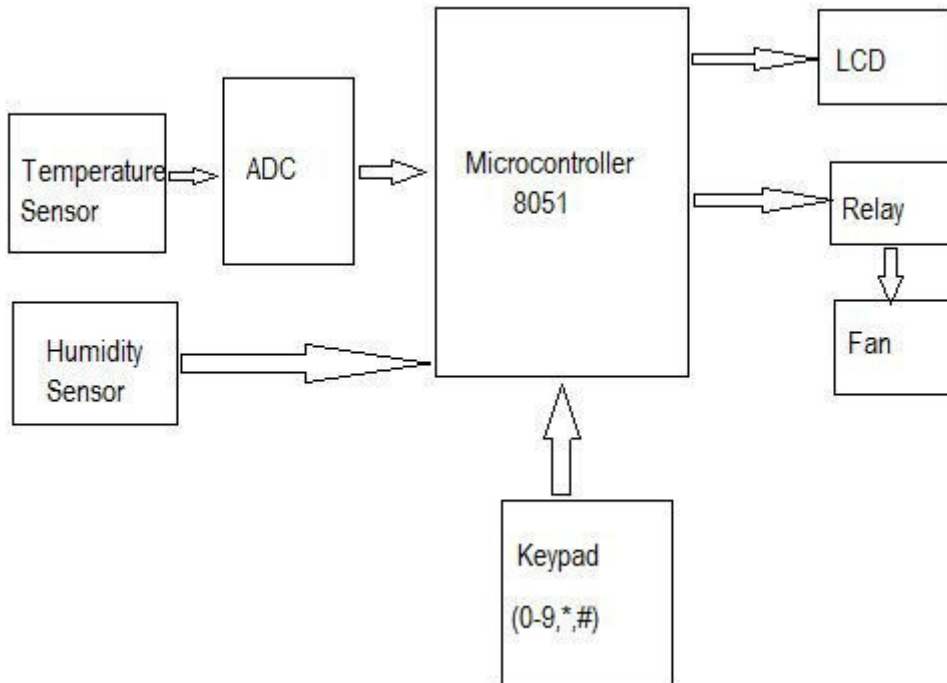 LCD
Temperature
Sensor
ADC
Microcontroller
8051
Relay
Humidity
Sensor
Fan
Keypad
(0-9,*,#)